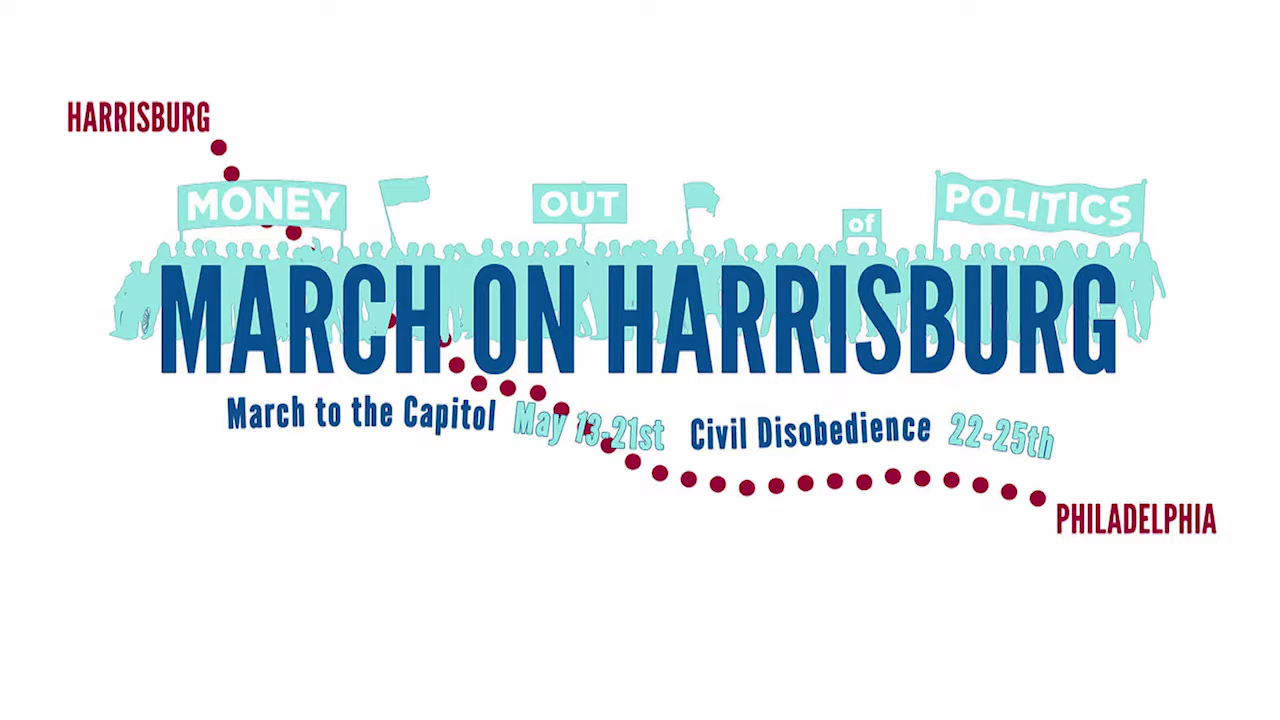 HARRISBURG
MONEY OUT of POLITICS
MARCH ON HARRISBURG
March to the Capitol May 13-21st Civil Disobedience 22-25th
PHILADELPHIA